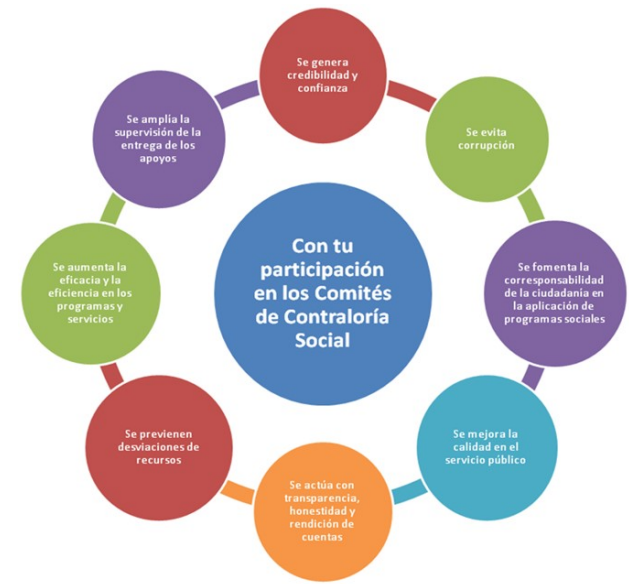 Con tu
participación
en los Comités
de Contraloría
Social
Se genera
credibilidad y
confianza
Se evita
corrupción
Se fomenta la
corresponsabilidad
de la ciudadanía en
la aplicación de
programas sociales
Se mejora la
calidad en el
servicio público
Se actúa con
transparencia,
honestidad y
rendición de
cuentas
Se previenen
desviaciones de
recursos
Se aumenta la
eficacia y la
eficiencia en los
programas y
servicios
Se amplía la
supervisión de la
entrega de los
apoyos